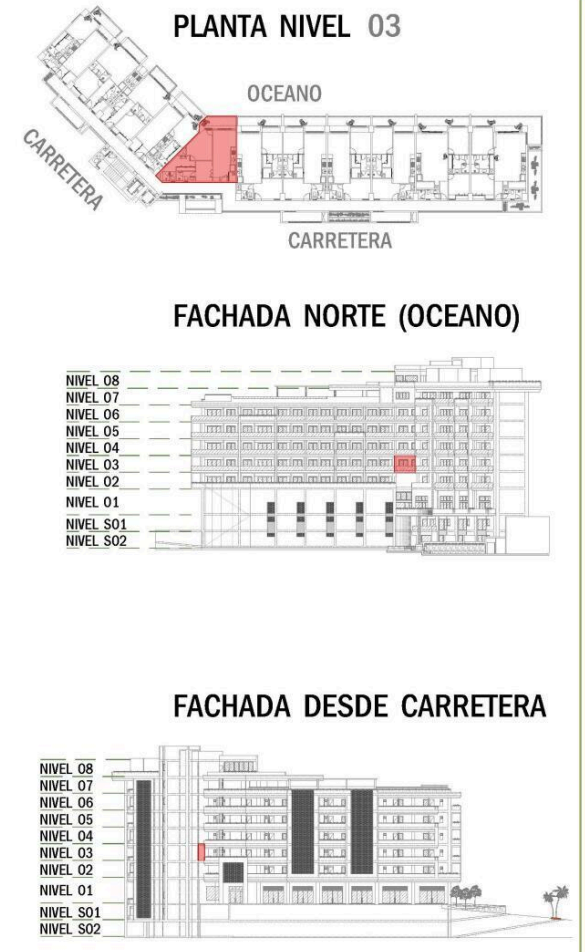 PLANTA NIVEL 03
OCEANO
CARRETERA
CARRETERA
FACHADA NORTE (OCEANO)
NIVEL 08
NIVEL 07
NIVEL 06
NIVEL 05
NIVEL 04
NIVEL 03
NIVEL 02
NIVEL 01
NIVEL S01
NIVEL S02
FACHADA DESDE CARRETERA
NIVEL 08
NIVEL 07
NIVEL 06
NIVEL 05
NIVEL 04
NIVEL 03
NIVEL 02
NIVEL 01
NIVEL S01
NIVEL S02